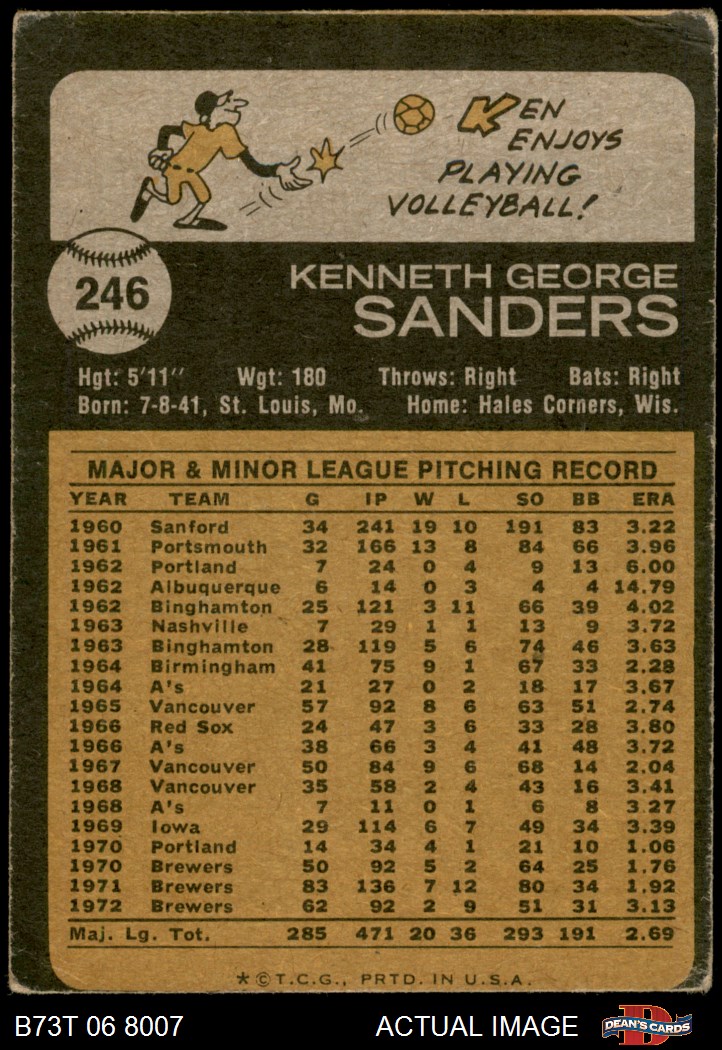 KEN
ENJOYS
PLAYING
VOLLEYBALL!
246
KENNETH GEORGE
SANDERS
Hgt: 5'11" Wgt: 180 Throws: Right Bats: Right
Born: 7-8-41, St. Louis, Mo. Home: Hales Corners, Wis.
MAJOR & MINOR LEAGUE PITCHING RECORD
YEAR TEAM G IP W L SO BB ERA
1960 Sanford 34 241 19 10 191 83 3.22
1961 Portsmouth 32 166 13 8 84 66 3.96
1962 Portland 7 24 0 4 9 13 6.00
1962 Albuquerque 6 14 0 3 4 4 14.79
1962 Binghamton 25 121 3 11 66 39 4.02
1963 Nashville 7 29 1 1 13 9 3.72
1963 Binghamton 28 119 5 6 74 46 3.63
1964 Birmingham 41 75 9 1 67 33 2.28
1964 A's 21 27 0 2 18 17 3.67
1965 Vancouver 57 92 8 6 63 51 2.74
1966 Red Sox 24 47 3 6 33 28 3.80
1966 A's 38 66 3 4 41 48 3.72
1967 Vancouver 50 84 9 6 68 14 2.04
1968 Vancouver 35 58 2 4 43 16 3.41
1968 A's 7 11 0 1 6 8 3.27
1969 Iowa 29 114 6 7 49 34 3.39
1970 Portland 14 34 4 1 21 10 1.06
1970 Brewers 50 92 5 2 64 25 1.76
1971 Brewers 83 136 7 12 80 34 1.92
1972 Brewers 62 92 2 9 51 31 3.13
Maj. Lg. Tot. 285 471 20 36 293 191 2.69
*©T.C.G., PRTD. IN U.S.A.
B73T 06 8007 ACTUAL IMAGE DEAN'S CARDS